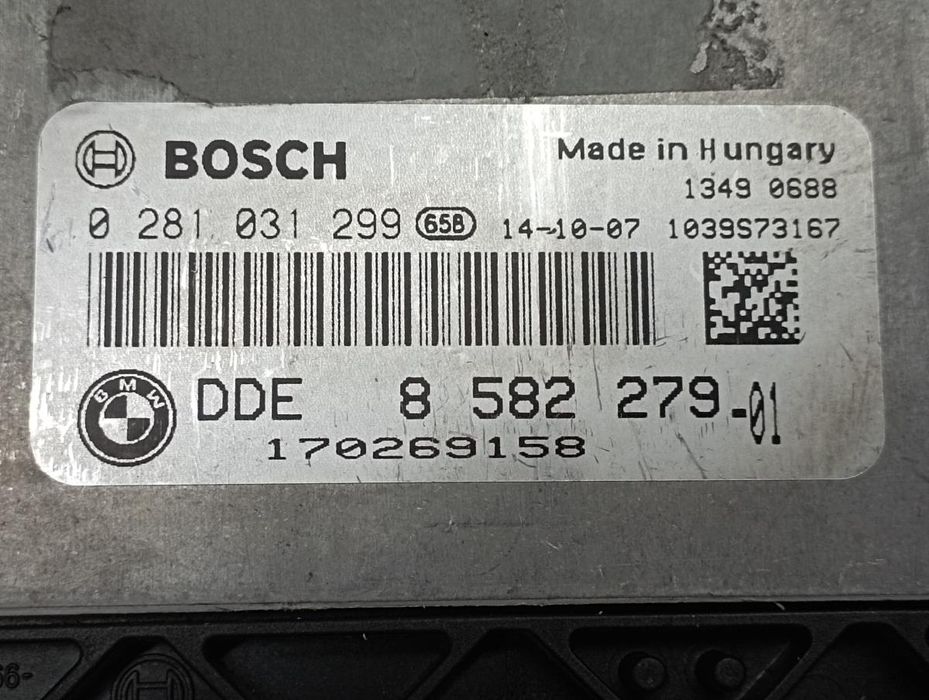 BOSCH
Made in Hungary
1349 0688
0 281 031 299 65B 14-10-07 1039S73167
BMW
DDE 8 582 279-01
170269158